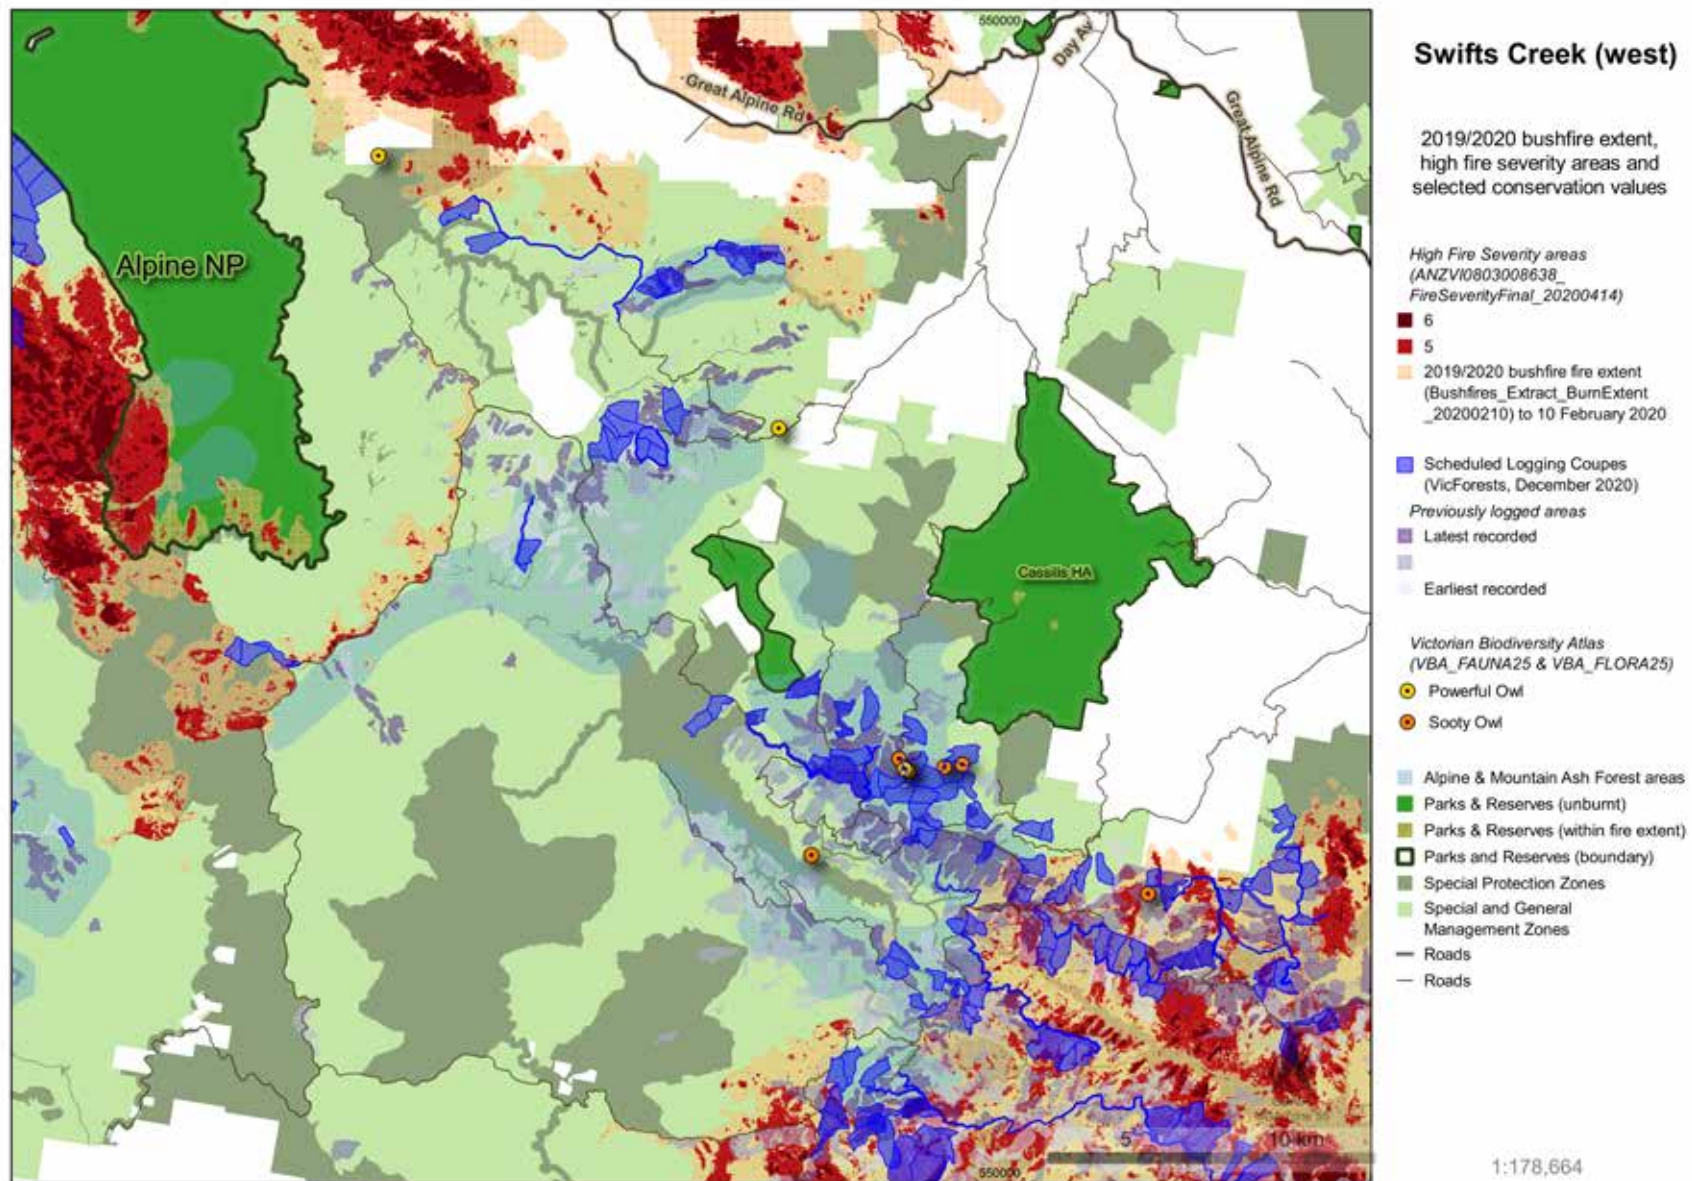 550000
Day Av
Great Alpine Rd
Great Alpine Rd
Alpine NP
Cassilis HA
5
10 km
550000
Swifts Creek (west)
2019/2020 bushfire extent,
high fire severity areas and
selected conservation values
High Fire Severity areas
(ANZVI0803008638_
FireSeverityFinal_20200414)
6
5
2019/2020 bushfire fire extent
(Bushfires_Extract_BurnExtent
_20200210) to 10 February 2020
Scheduled Logging Coupes
(VicForests, December 2020)
Previously logged areas
Latest recorded
Earliest recorded
Victorian Biodiversity Atlas
(VBA_FAUNA25 & VBA_FLORA25)
Powerful Owl
Sooty Owl
Alpine & Mountain Ash Forest areas
Parks & Reserves (unburnt)
Parks & Reserves (within fire extent)
Parks and Reserves (boundary)
Special Protection Zones
Special and General
Management Zones
Roads
Roads
1:178,664